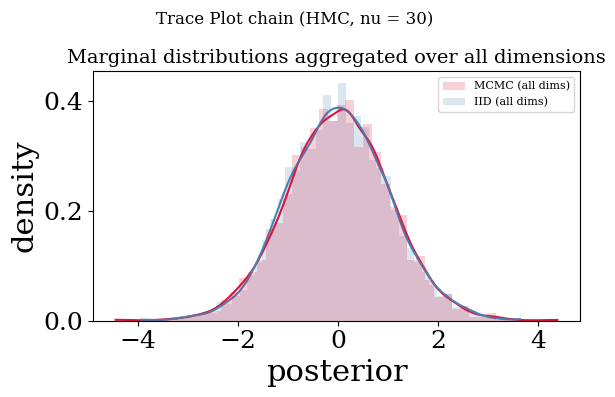 Trace Plot chain (HMC, nu = 30)
Marginal distributions aggregated over all dimensions
MCMC (all dims)
IID (all dims)
density
0.4
0.2
0.0
−4
−2
0
2
4
posterior